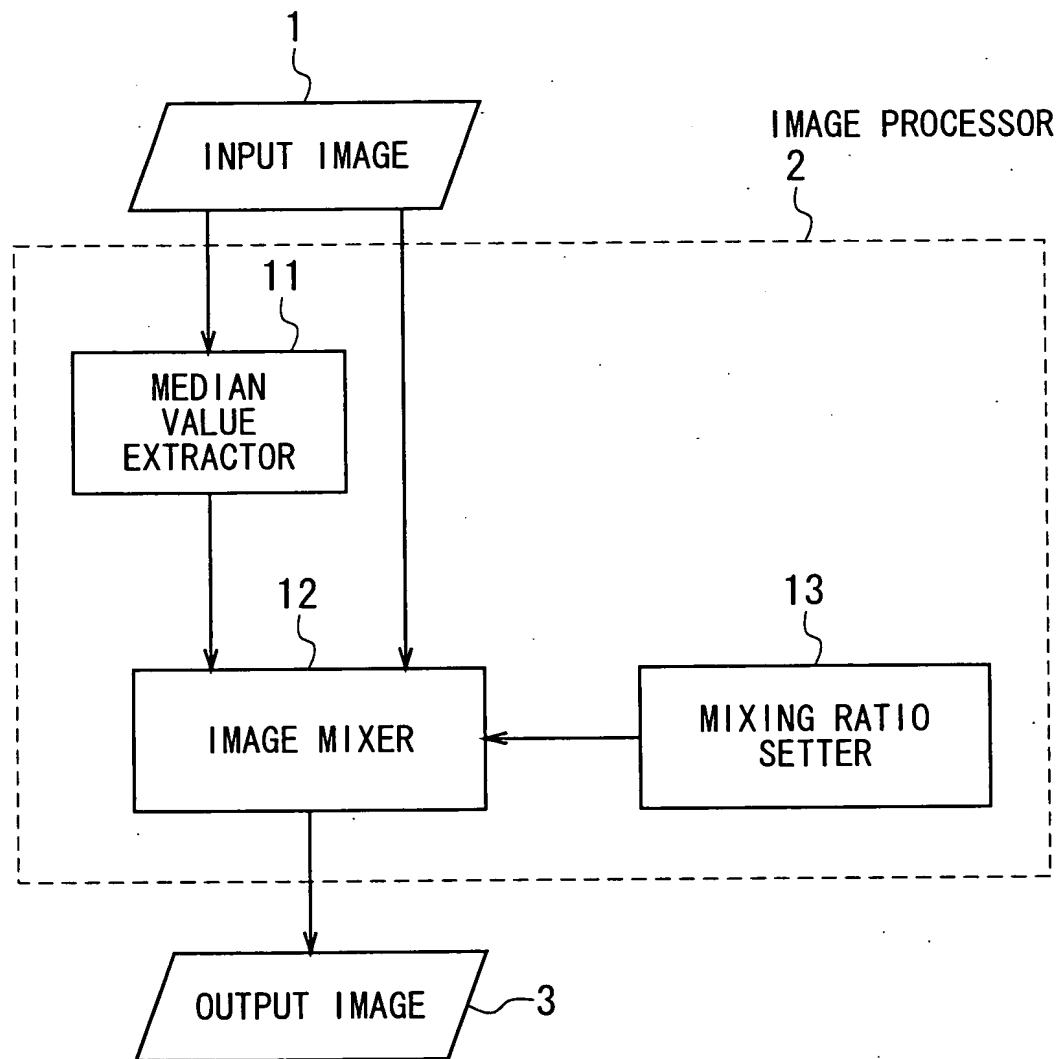 1
INPUT IMAGE
IMAGE PROCESSOR
2
11
MEDIAN
VALUE
EXTRACTOR
12
IMAGE MIXER
13
MIXING RATIO
SETTER
OUTPUT IMAGE
3